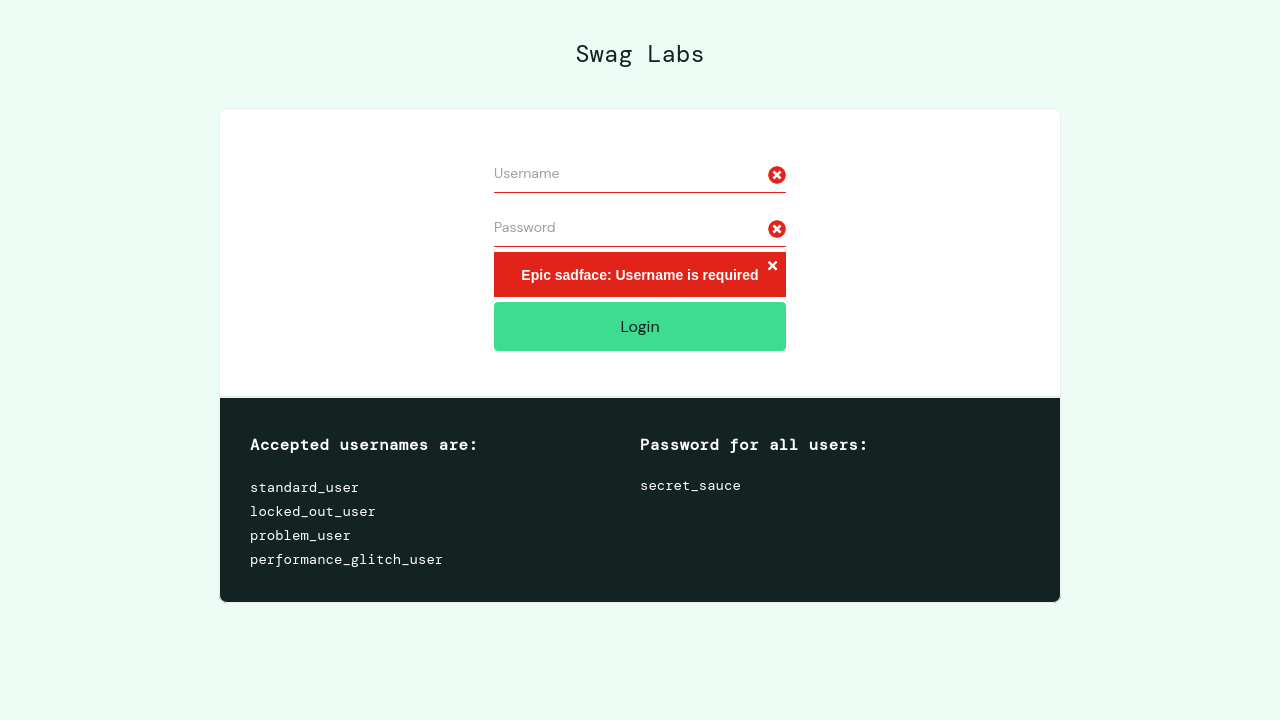 Swag Labs
Username
Password
Epic sadface: Username is required
Login
Accepted usernames are:
standard_user
locked_out_user
problem_user
performance_glitch_user
Password for all users:
secret_sauce